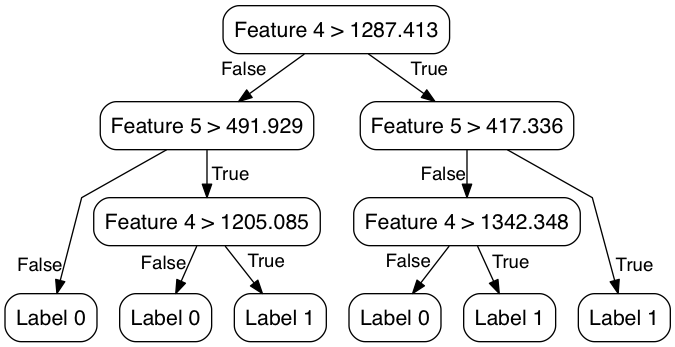 Feature 4 > 1287.413
False
True
Feature 5 > 491.929
Feature 5 > 417.336
True
False
Feature 4 > 1205.085
Feature 4 > 1342.348
False
False
True
False
True
True
Label 0
Label 0
Label 1
Label 0
Label 1
Label 1